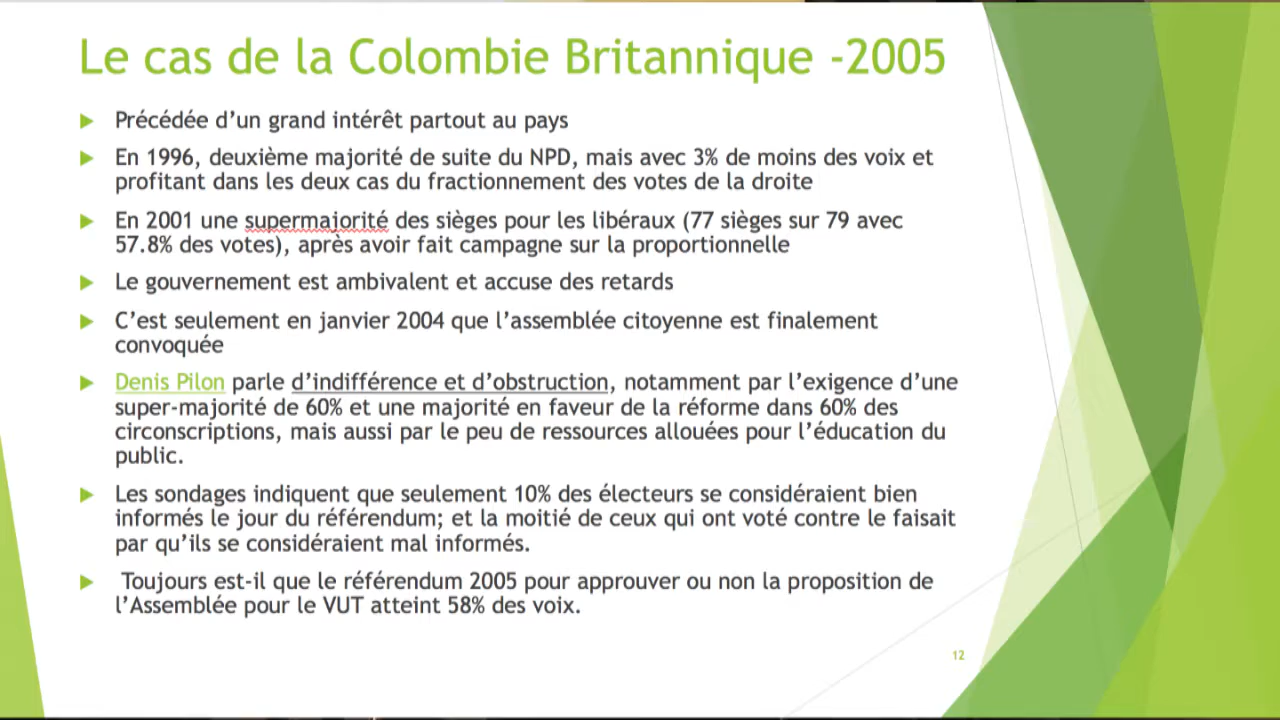 Le cas de la Colombie Britannique -2005
Précédée d’un grand intérêt partout au pays
En 1996, deuxième majorité de suite du NPD, mais avec 3% de moins des voix et
profitant dans les deux cas du fractionnement des votes de la droite
En 2001 une supermajorité des sièges pour les libéraux (77 sièges sur 79 avec
57.8% des votes), après avoir fait campagne sur la proportionnelle
Le gouvernement est ambivalent et accuse des retards
C’est seulement en janvier 2004 que l’assemblée citoyenne est finalement
convoquée
Denis Pilon parle d’indifférence et d’obstruction, notamment par l’exigence d’une
super-majorité de 60% et une majorité en faveur de la réforme dans 60% des
circonscriptions, mais aussi par le peu de ressources allouées pour l’éducation du
public.
Les sondages indiquent que seulement 10% des électeurs se considéraient bien
informés le jour du référendum; et la moitié de ceux qui ont voté contre le faisait
par qu’ils se considéraient mal informés.
Toujours est-il que le référendum 2005 pour approuver ou non la proposition de
l’Assemblée pour le VUT atteint 58% des voix.
12